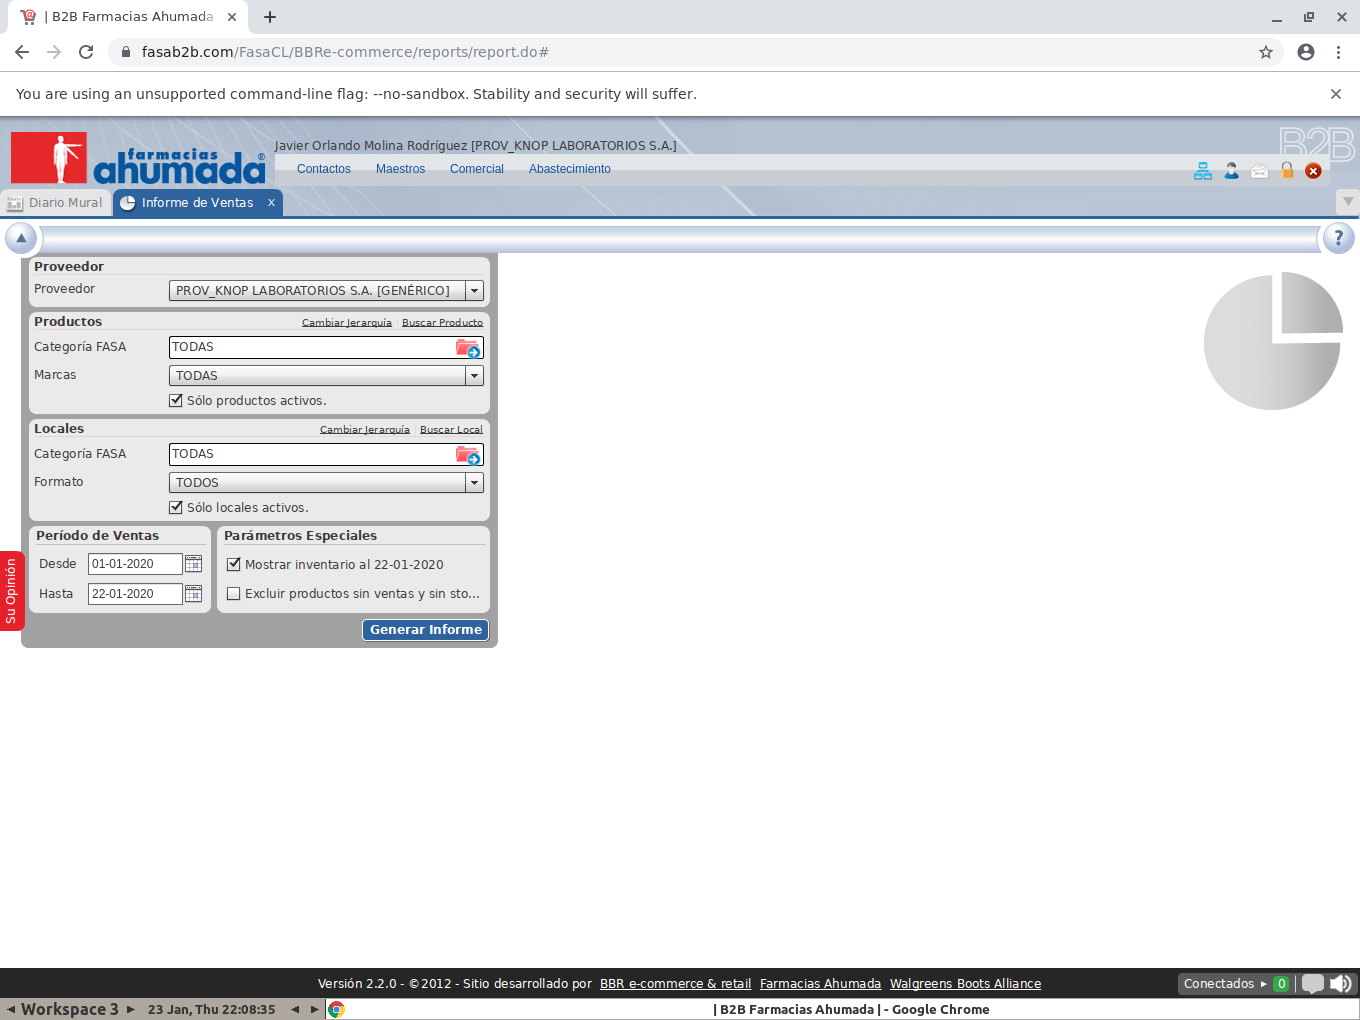 | B2B Farmacias Ahumada
fasab2b.com/FasaCL/BBRe-commerce/reports/report.do#
You are using an unsupported command-line flag: --no-sandbox. Stability and security will suffer.
farmacias
ahumada®
Javier Orlando Molina Rodríguez [PROV_KNOP LABORATORIOS S.A.]
B2B
Contactos Maestros Comercial Abastecimiento
Diario Mural
Informe de Ventas X
?
Proveedor
Proveedor PROV_KNOP LABORATORIOS S.A. [GENÉRICO]
Productos Cambiar Jerarquía | Buscar Producto
Categoría FASA TODAS
Marcas TODAS
Sólo productos activos.
Locales Cambiar Jerarquía | Buscar Local
Categoría FASA TODAS
Formato TODOS
Sólo locales activos.
Período de Ventas
Desde 01-01-2020
Hasta 22-01-2020
Parámetros Especiales
Mostrar inventario al 22-01-2020
Excluir productos sin ventas y sin sto...
Su Opinión
Generar Informe
Versión 2.2.0 - ©2012 - Sitio desarrollado por BBR e-commerce & retail Farmacias Ahumada Walgreens Boots Alliance
Conectados 0
Workspace 3 23 Jan, Thu 22:08:35 | B2B Farmacias Ahumada | - Google Chrome